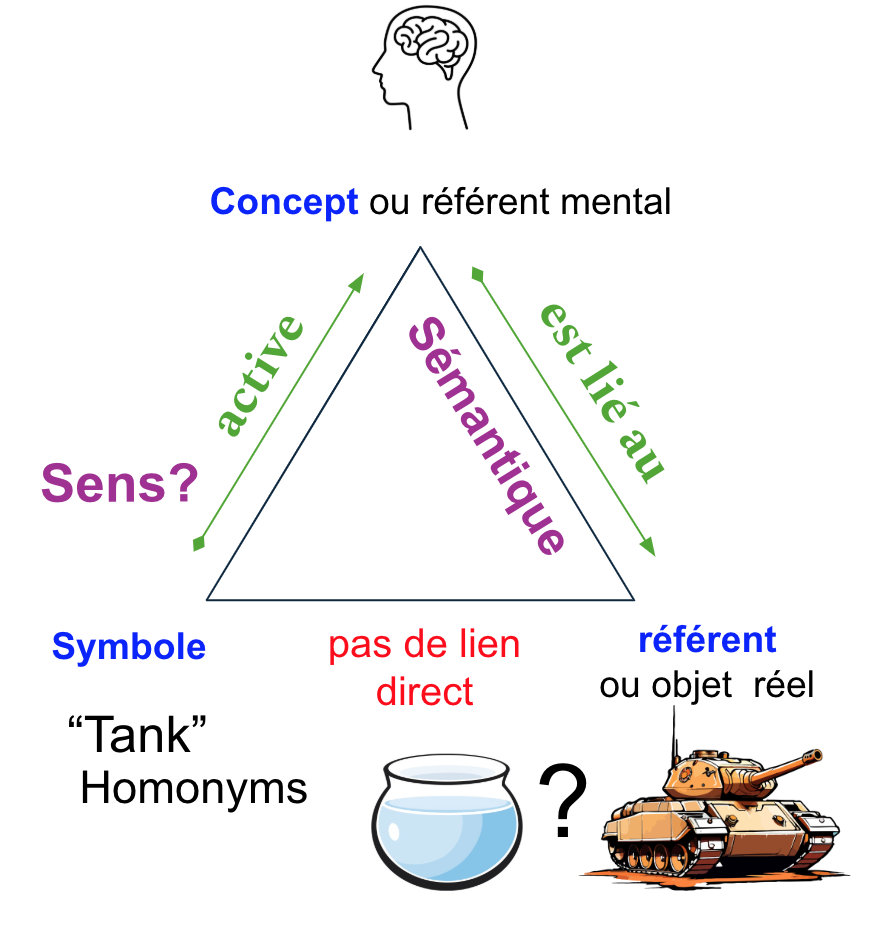 Concept ou référent mental
active
est lié au
Sémantique
Sens?
Symbole
pas de lien
direct
référent
ou objet réel
“Tank”
Homonyms
?